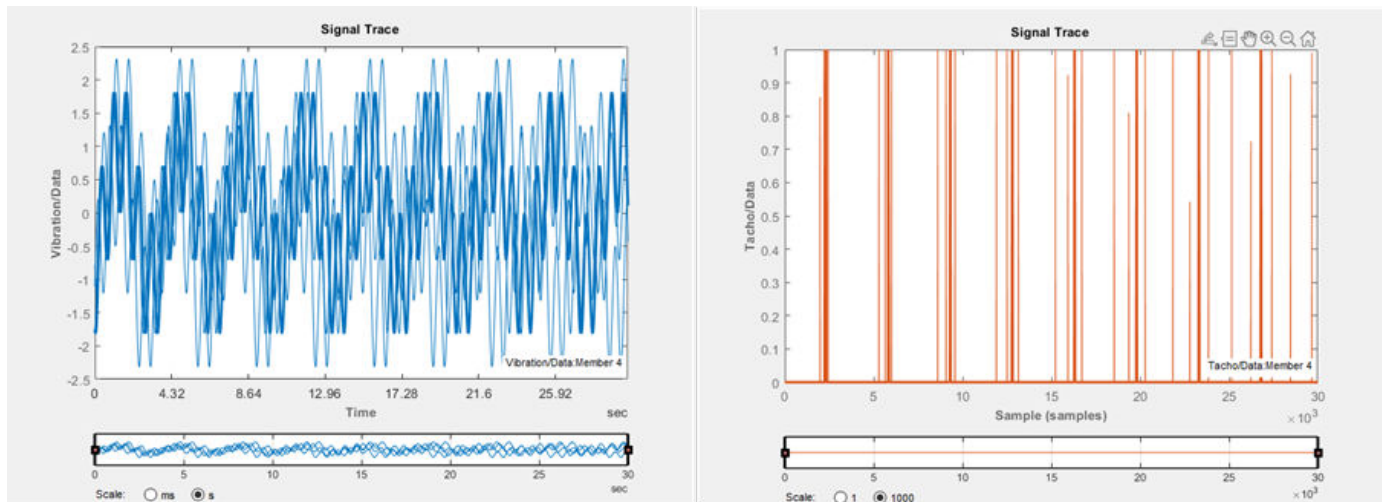 Signal Trace
2.5
2
1.5
1
0.5
0
-0.5
-1
-1.5
-2
-2.5
Vibration/Data
Vibration/Data:Member 4
0 4.32 8.64 12.96 17.28 21.6 25.92
Time sec
0 5 10 15 20 25 30
sec
Scale: ms s
Signal Trace
1
0.9
0.8
0.7
0.6
0.5
0.4
0.3
0.2
0.1
0
Tacho/Data
Tacho/Data:Member 4
0 5 10 15 20 25 30
Sample (samples) × 10³
0 5 10 15 20 25 30
× 10³
Scale: 1 1000